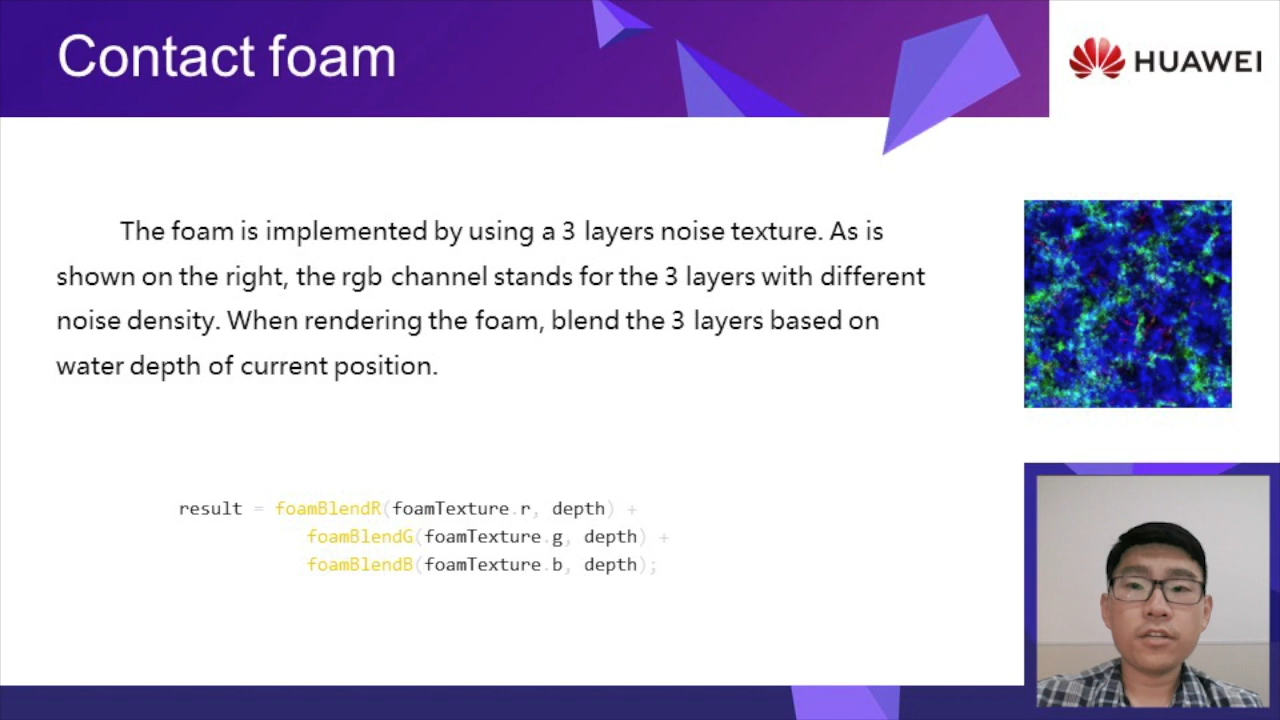 Contact foam
HUAWEI
The foam is implemented by using a 3 layers noise texture. As is
shown on the right, the rgb channel stands for the 3 layers with different
noise density. When rendering the foam, blend the 3 layers based on
water depth of current position.
result = foamBlendR(foamTexture.r, depth) +
foamBlendG(foamTexture.g, depth) +
foamBlendB(foamTexture.b, depth);